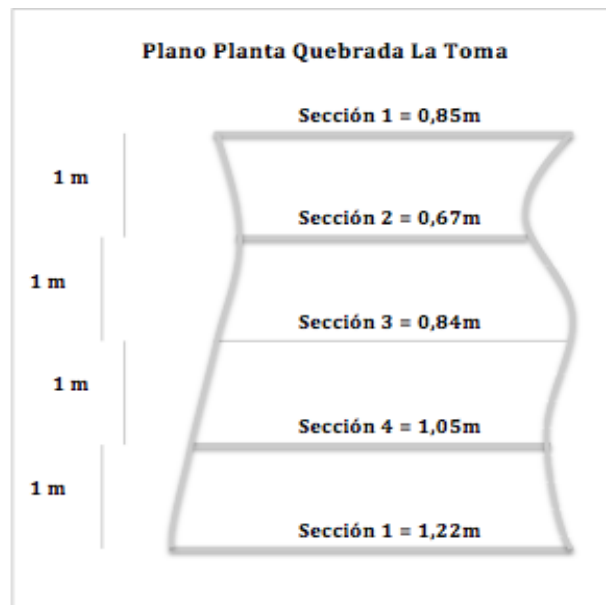 Plano Planta Quebrada La Toma
Sección 1 = 0,85m
1 m
Sección 2 = 0,67m
1 m
Sección 3 = 0,84m
1 m
Sección 4 = 1,05m
1 m
Sección 1 = 1,22m